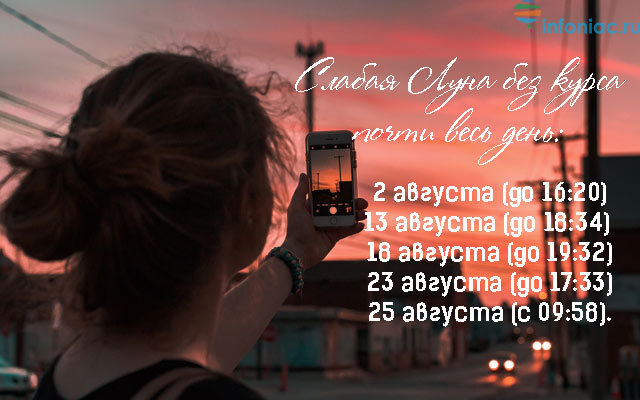 infoniac.ru
Слабая Луна без курса
почти весь день:
2 августа (до 16:20)
13 августа (до 18:34)
18 августа (до 19:32)
23 августа (до 17:33)
25 августа (с 09:58).